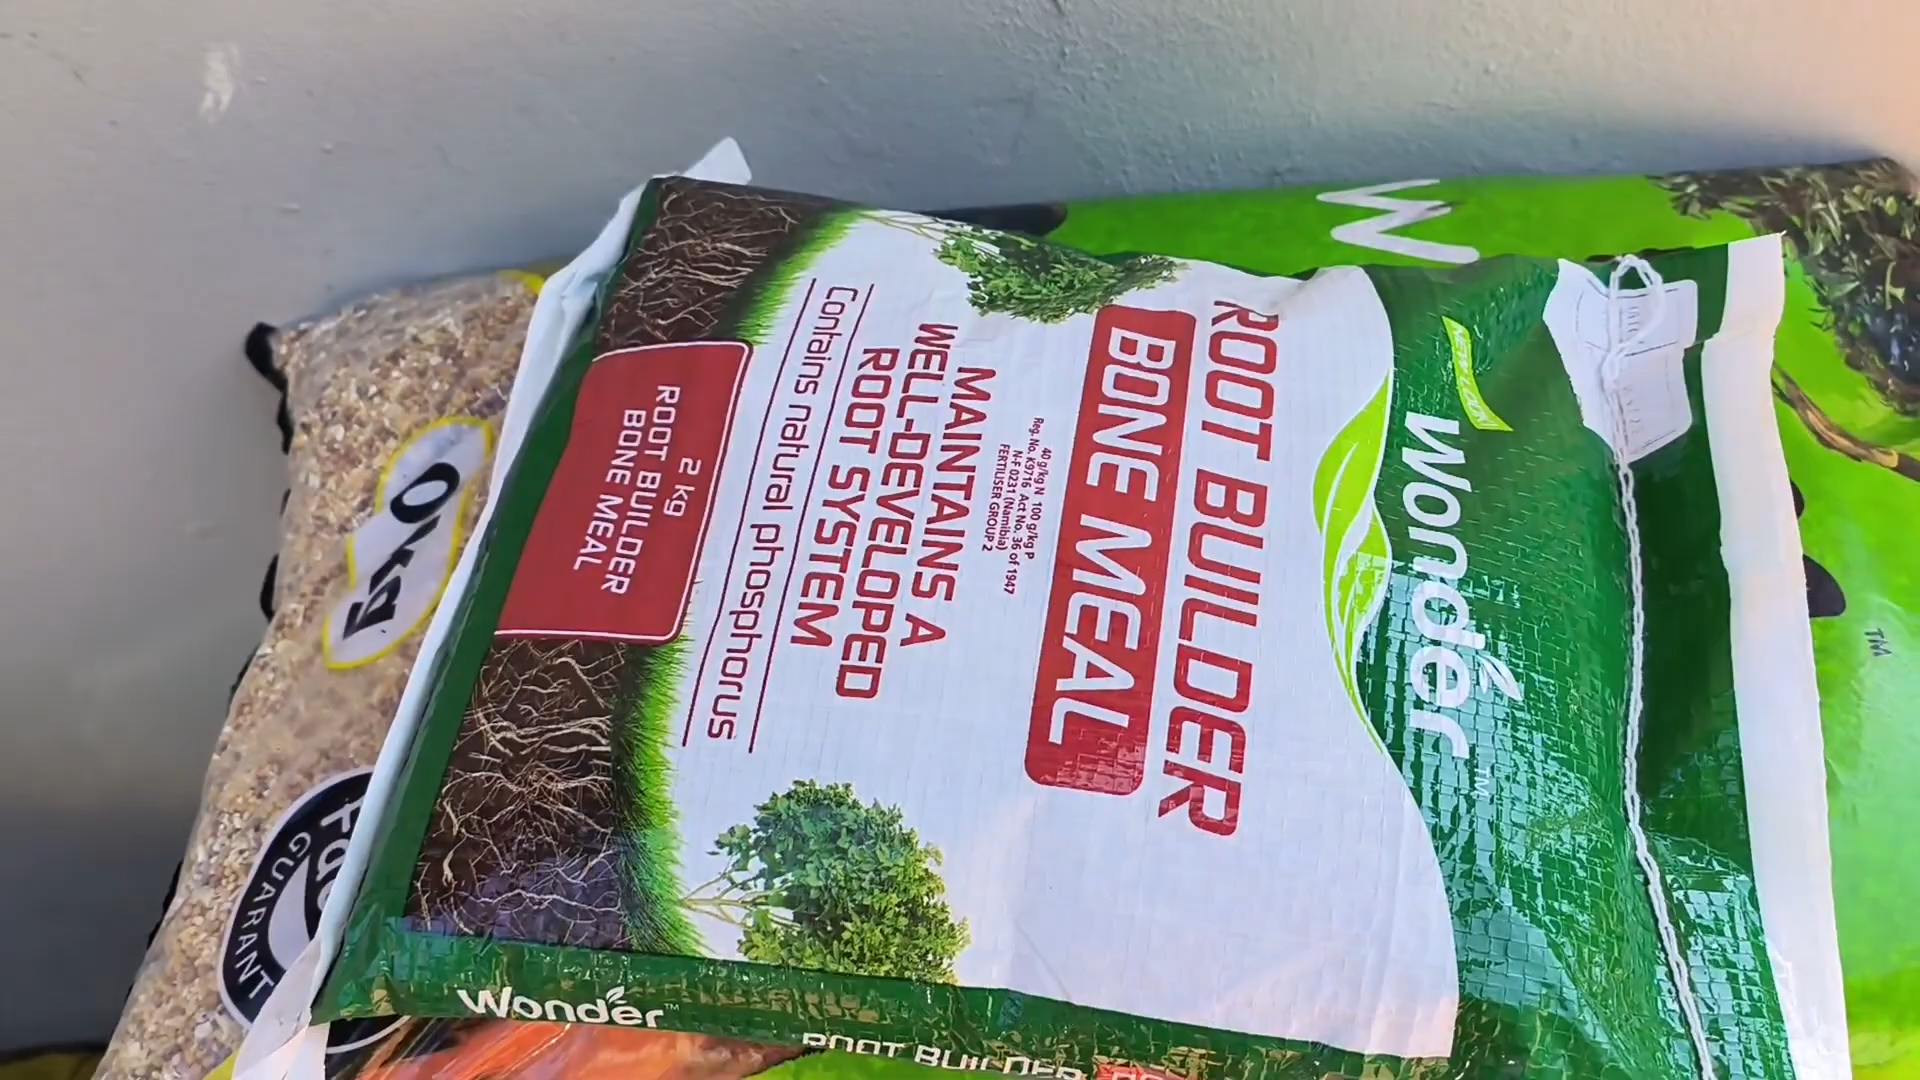 Wonder™
ROOT BUILDER
BONE MEAL
40 g/kg N 100 g/kg P
Reg. No. K9716 Act No. 36 of 1947
N-F 0231 (Namibia)
FERTILISER GROUP 2
MAINTAINS A
WELL-DEVELOPED
ROOT SYSTEM
Contains natural phosphorus
2 kg
ROOT BUILDER
BONE MEAL
Wonder™
ROOT BUILDER
W
TM
0kg
GUARANT